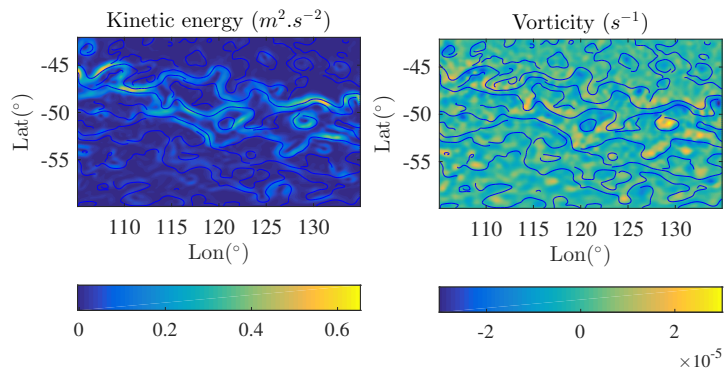 Kinetic energy (m².s⁻²)
Lat(°)
-45
-50
-55
110 115 120 125 130
Lon(°)
0 0.2 0.4 0.6
Vorticity (s⁻¹)
Lat(°)
-45
-50
-55
110 115 120 125 130
Lon(°)
-2 0 2
×10⁻⁵